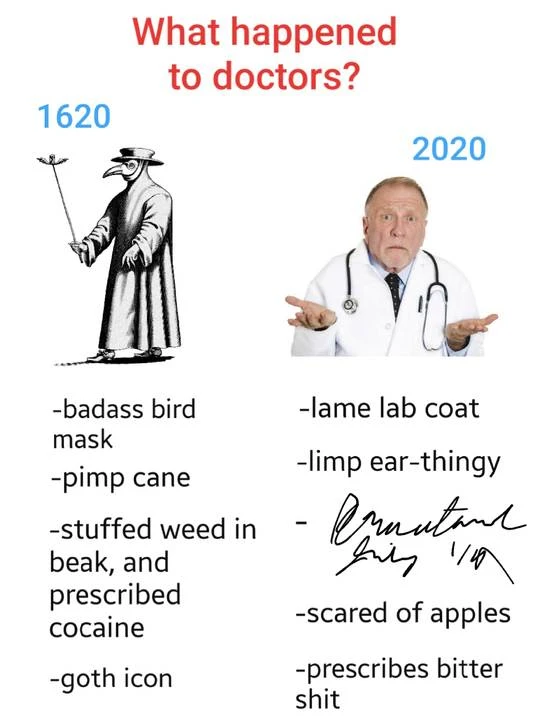 What happened
to doctors?
1620
2020
-badass bird
mask
-pimp cane
-stuffed weed in
beak, and
prescribed
cocaine
-goth icon
-lame lab coat
-limp ear-thingy
-
-scared of apples
-prescribes bitter
shit